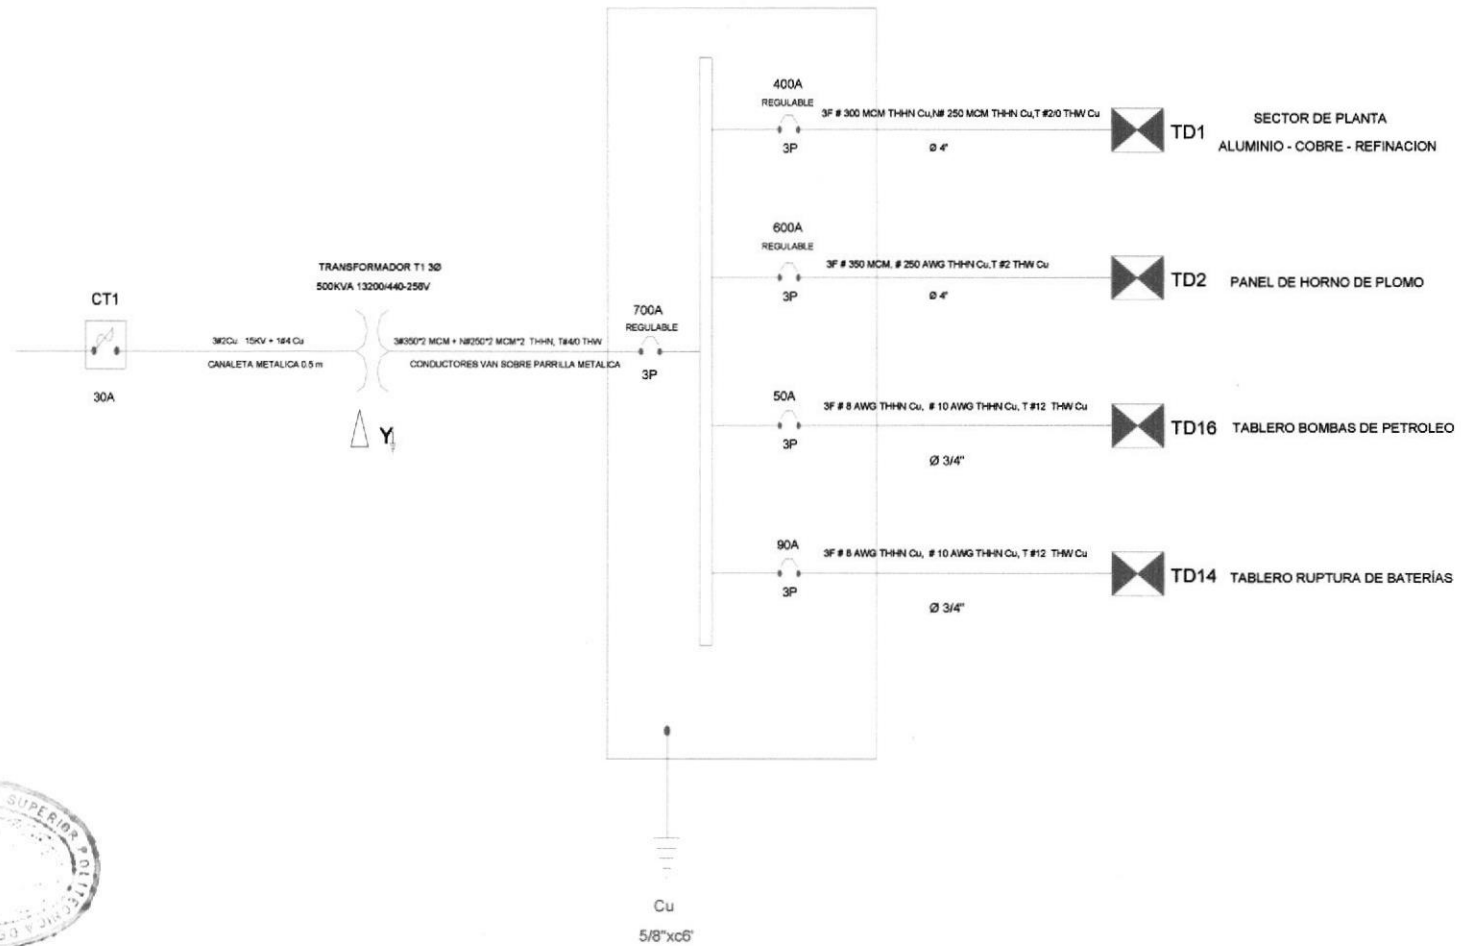 CT1
30A
3#2Cu 15KV + 1#4 Cu
CANALETA METALICA 0.5 m
TRANSFORMADOR T1 3Ø
500KVA 13200/440-256V
Y
3#350*2 MCM + N#250*2 MCM*2 THHN, T#4/0 THW
CONDUCTORES VAN SOBRE PARRILLA METALICA
700A
REGULABLE
3P
400A
REGULABLE
3P
3F # 300 MCM THHN Cu,N# 250 MCM THHN Cu,T #2/0 THW Cu
Ø 4"
TD1
SECTOR DE PLANTA
ALUMINIO - COBRE - REFINACION
600A
REGULABLE
3P
3F # 350 MCM, # 250 AWG THHN Cu,T #2 THW Cu
Ø 4"
TD2
PANEL DE HORNO DE PLOMO
50A
3P
3F # 8 AWG THHN Cu, # 10 AWG THHN Cu, T #12 THW Cu
Ø 3/4"
TD16
TABLERO BOMBAS DE PETROLEO
90A
3P
3F # 8 AWG THHN Cu, # 10 AWG THHN Cu, T #12 THW Cu
Ø 3/4"
TD14
TABLERO RUPTURA DE BATERÍAS
Cu
5/8"xc6'
SUPERIOR POLITECNICA